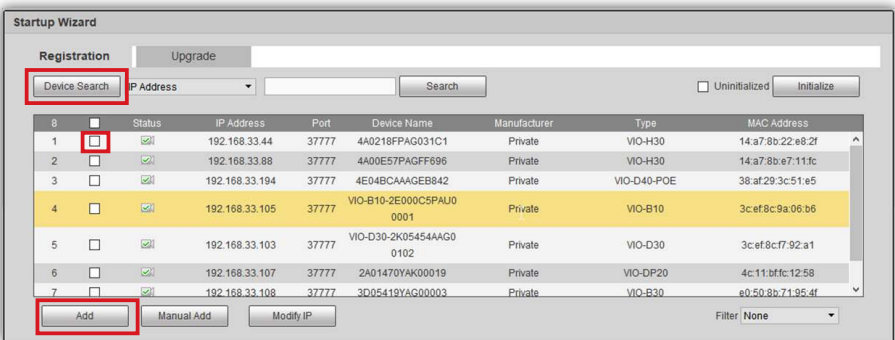 Startup Wizard
Registration Upgrade
Device Search IP Address Search Uninitialized Initialize
8 Status IP Address Port Device Name Manufacturer Type MAC Address
1 192.168.33.44 37777 4A0218FPAG031C1 Private VIO-H30 14:a7:8b:22:e8:2f
2 192.168.33.88 37777 4A00E57PAGFF696 Private VIO-H30 14:a7:8b:e7:11:fc
3 192.168.33.194 37777 4E04BCAAAGEB842 Private VIO-D40-POE 38:af:29:3c:51:e5
4 192.168.33.105 37777 VIO-B10-2E000C5PAU0 0001 Private VIO-B10 3c:ef:8c:9a:06:b6
5 192.168.33.103 37777 VIO-D30-2K05454AAG0 0102 Private VIO-D30 3c:ef:8c:f7:92:a1
6 192.168.33.107 37777 2A01470YAK00019 Private VIO-DP20 4c:11:bf:fc:12:58
7 192.168.33.108 37777 3D05419YAG00003 Private VIO-B30 e0:50:8b:71:95:4f
Add Manual Add Modify IP Filter None